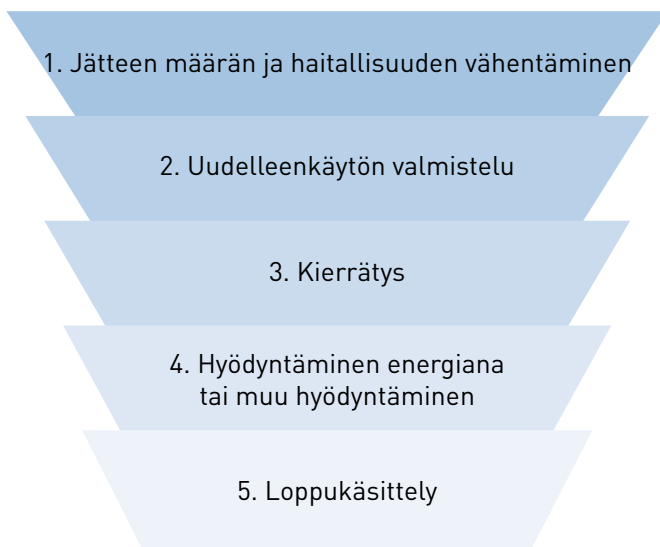 1. Jätteen määrän ja haitallisuuden vähentäminen
2. Uudelleenkäytön valmistelu
3. Kierrätys
4. Hyödyntäminen energiana
tai muu hyödyntäminen
5. Loppukäsittely